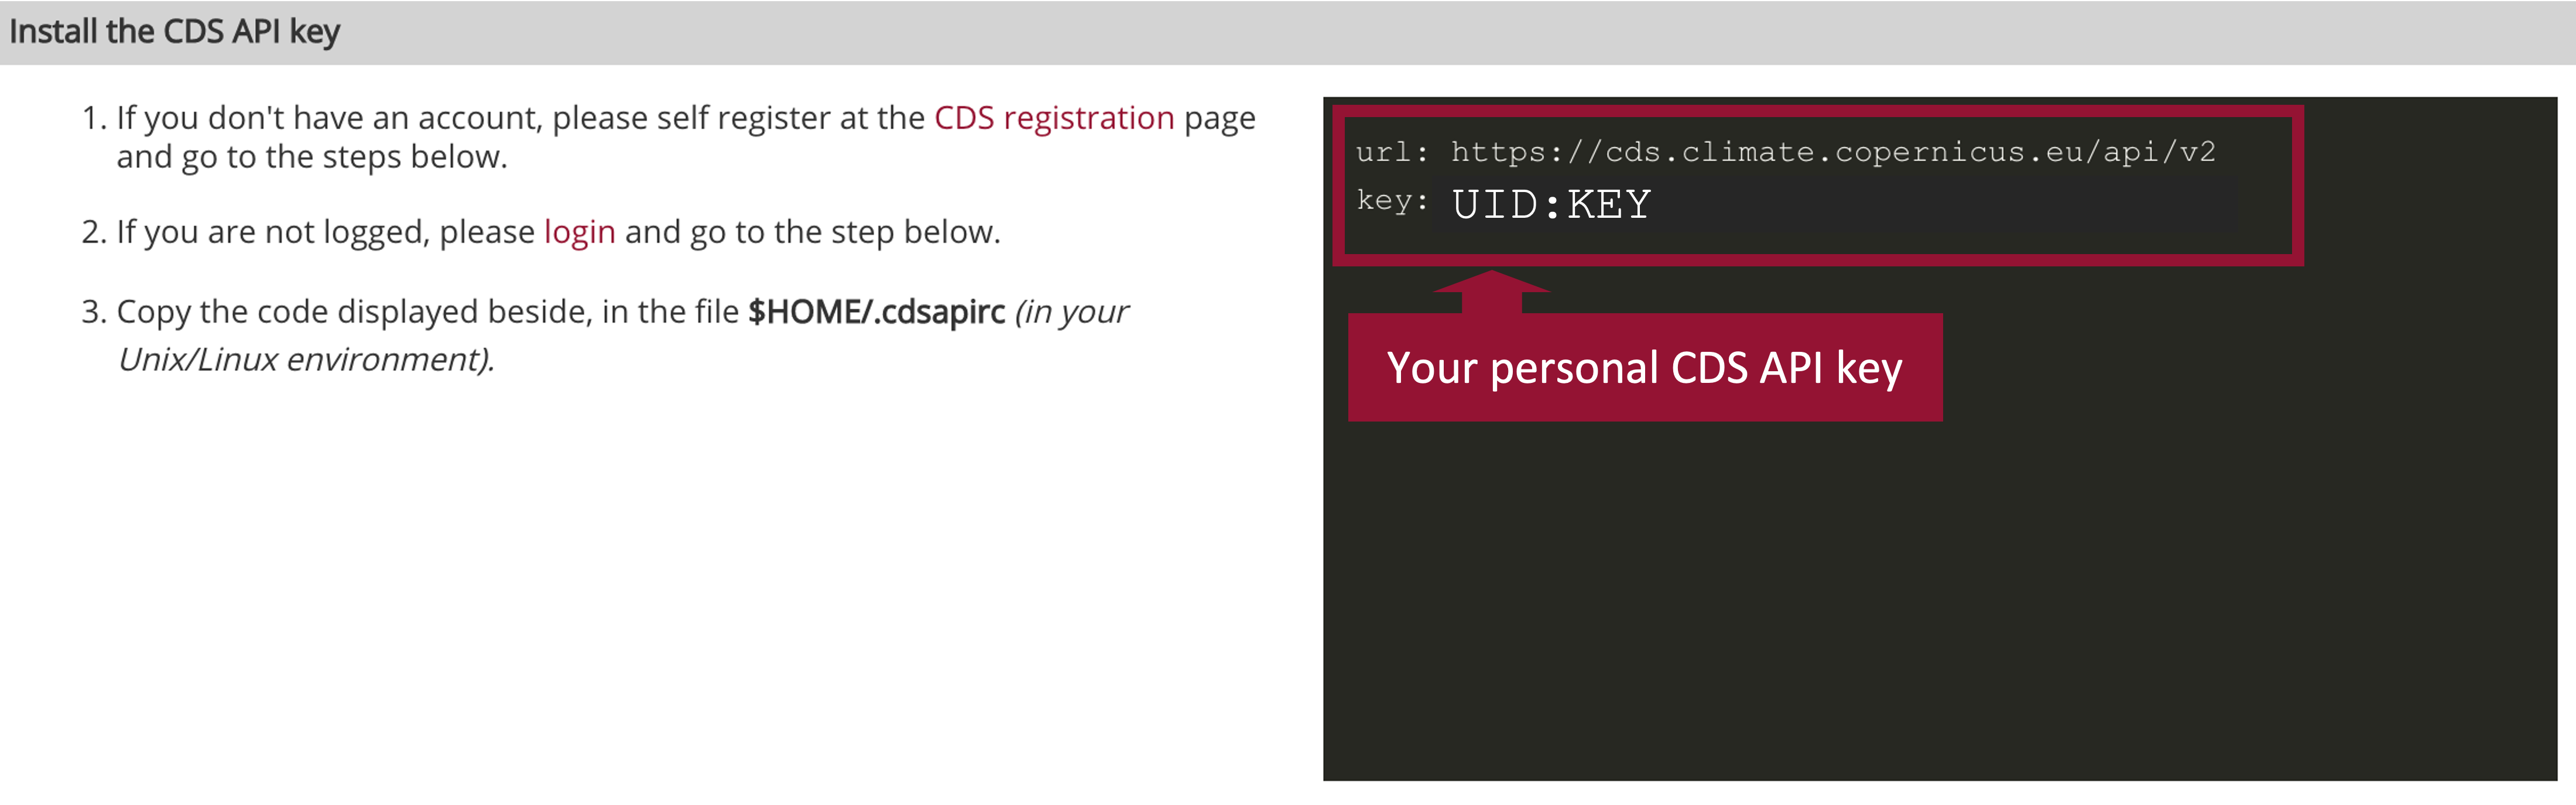 Install the CDS API key
1. If you don't have an account, please self register at the CDS registration page
and go to the steps below.
2. If you are not logged, please login and go to the step below.
3. Copy the code displayed beside, in the file $HOME/.cdsapirc (in your
Unix/Linux environment).
url: https://cds.climate.copernicus.eu/api/v2
key: UID:KEY
Your personal CDS API key